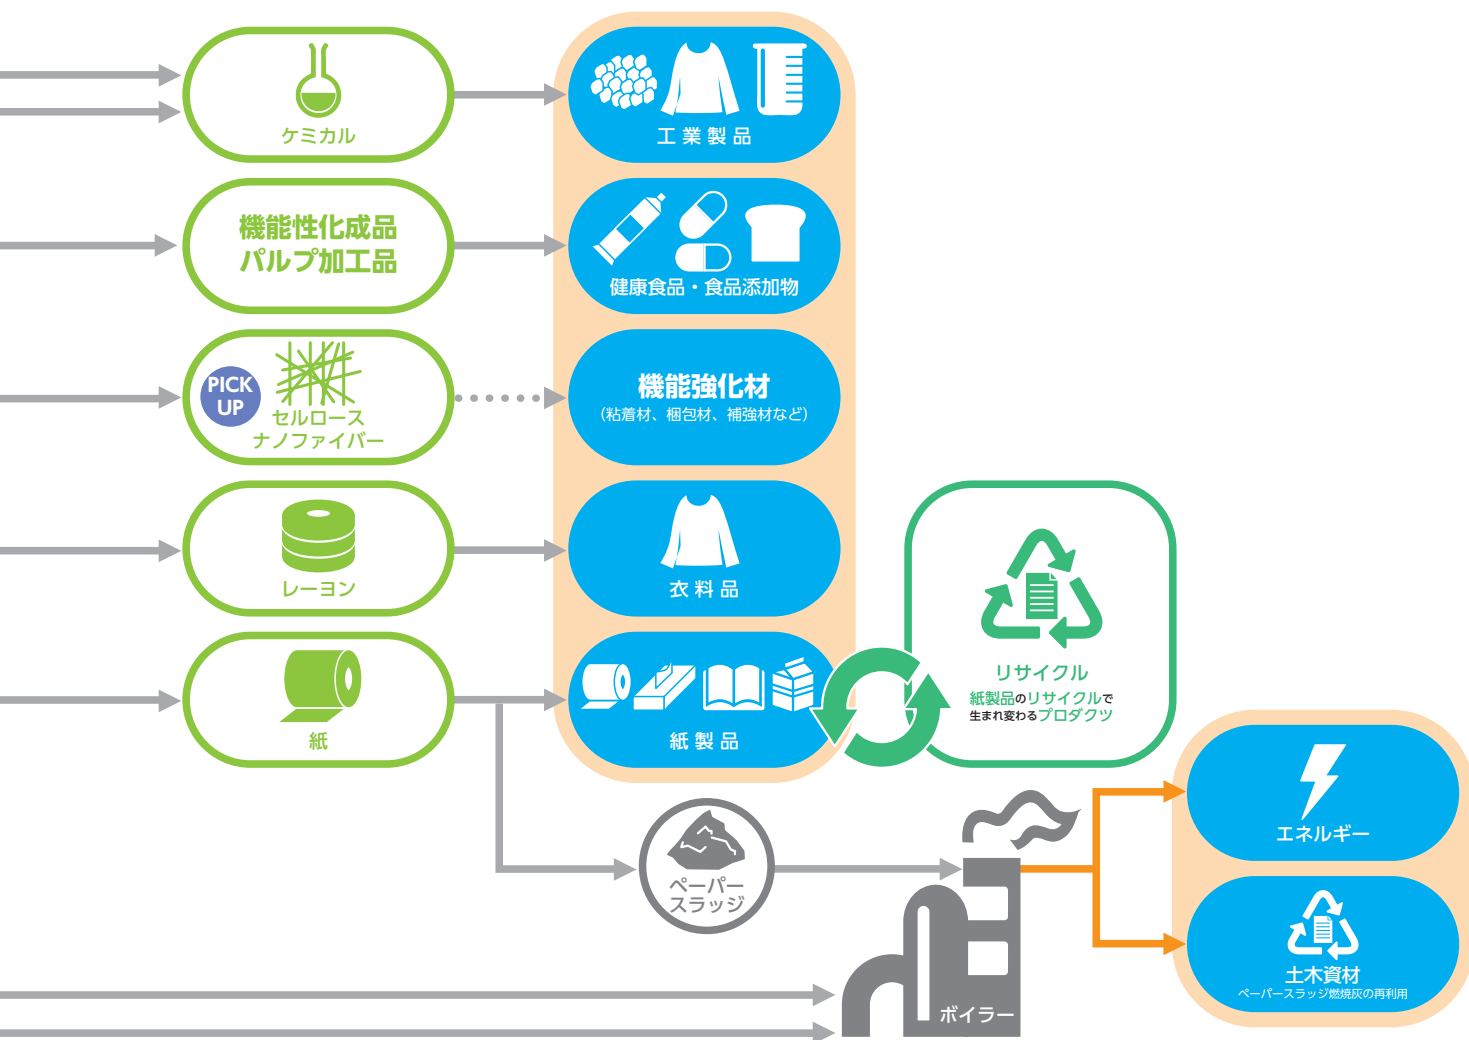 ケミカル
工業製品
機能性化成品
パルプ加工品
健康食品・食品添加物
PICK
UP
セルロース
ナノファイバー
機能強化材
(粘着材、梱包材、補強材など)
レーヨン
衣料品
紙
紙製品
リサイクル
紙製品のリサイクルで
生まれ変わるプロダクツ
ペーパー
スラッジ
ボイラー
エネルギー
土木資材
ペーパースラッジ燃焼灰の再利用